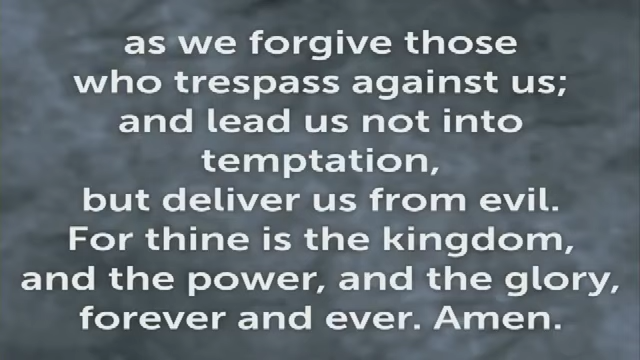 as we forgive those
who trespass against us;
and lead us not into
temptation,
but deliver us from evil.
For thine is the kingdom,
and the power, and the glory,
forever and ever. Amen.